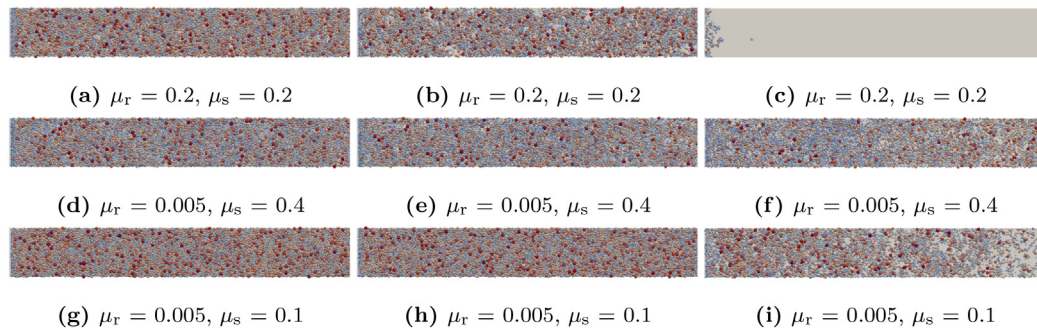 (a) μr = 0.2, μs = 0.2
(b) μr = 0.2, μs = 0.2
(c) μr = 0.2, μs = 0.2
(d) μr = 0.005, μs = 0.4
(e) μr = 0.005, μs = 0.4
(f) μr = 0.005, μs = 0.4
(g) μr = 0.005, μs = 0.1
(h) μr = 0.005, μs = 0.1
(i) μr = 0.005, μs = 0.1